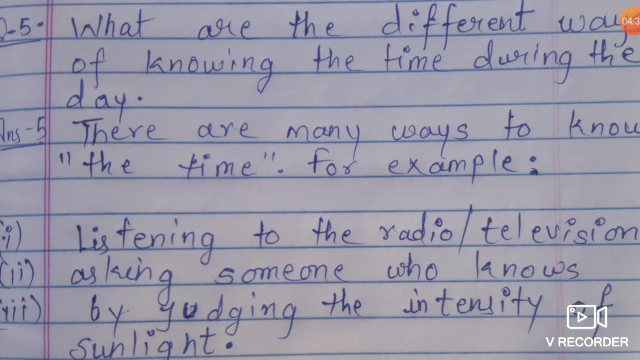 Q-5. What are the different way
of knowing the time during the
day.
Ans-5 There are many ways to know
"the time". for example:
(i) Listening to the radio/television
(ii) asking someone who knows
(iii) by judging the intensity of
sunlight.
04:3
V RECORDER